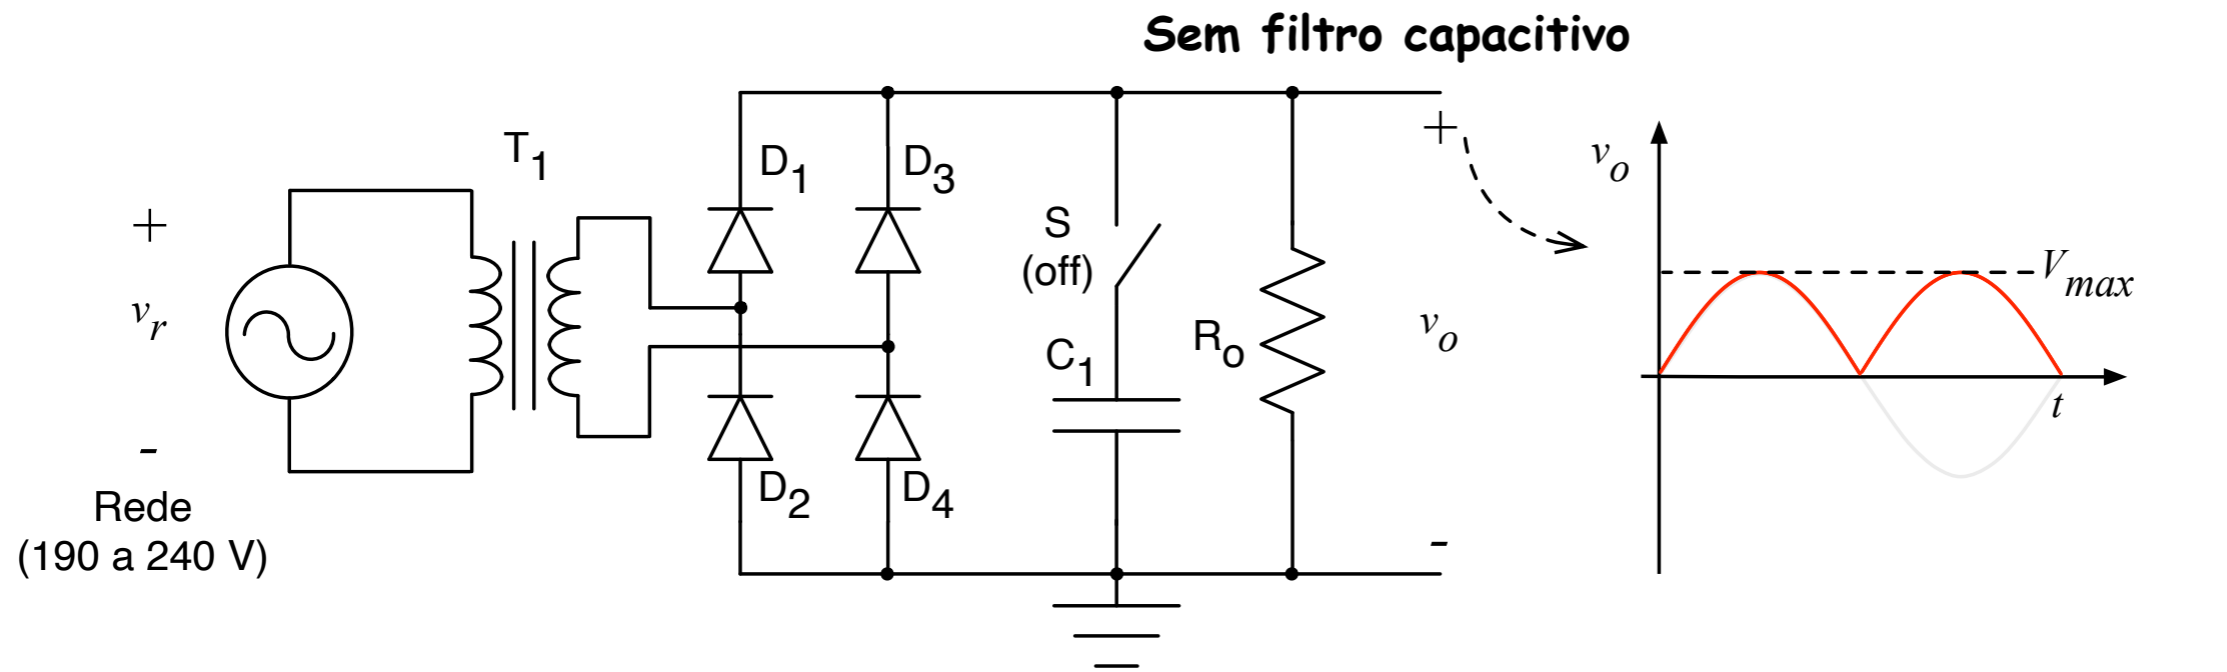 Sem filtro capacitivo
T1
D1
D3
+
+
vo
S
(off)
Vmax
vr
Ro
vo
C1
t
-
D2
D4
-
Rede
(190 a 240 V)